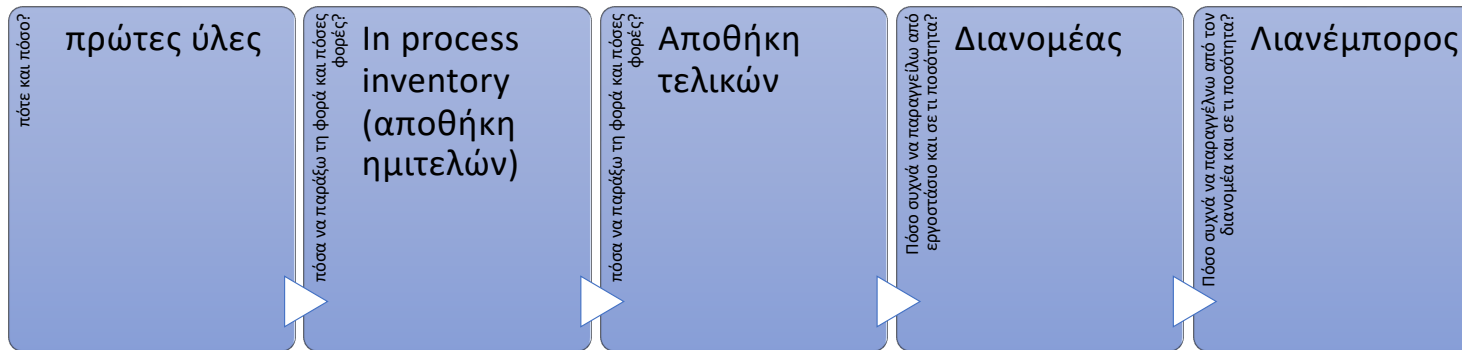 πότε και πόσο?
πρώτες ύλες
πόσα να παράξω τη φορά και πόσες
φορές?
In process
inventory
(αποθήκη
ημιτελών)
πόσα να παράξω τη φορά και πόσες
φορές?
Αποθήκη
τελικών
Πόσο συχνά να παραγγείλω από
εργοστάσιο και σε τι ποσότητα?
Διανομέας
Πόσο συχνά να παραγγέλνω από τον
διανομέα και σε τι ποσότητα?
Λιανέμπορος